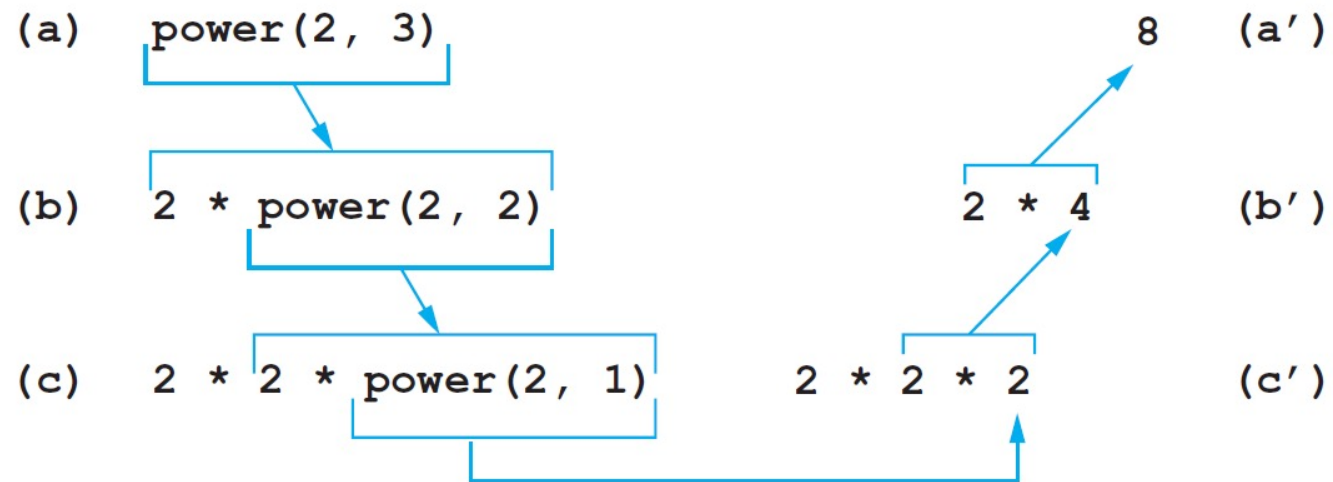 (a) power(2, 3) 8 (a′)
(b) 2 * power(2, 2) 2 * 4 (b′)
(c) 2 * 2 * power(2, 1) 2 * 2 * 2 (c′)